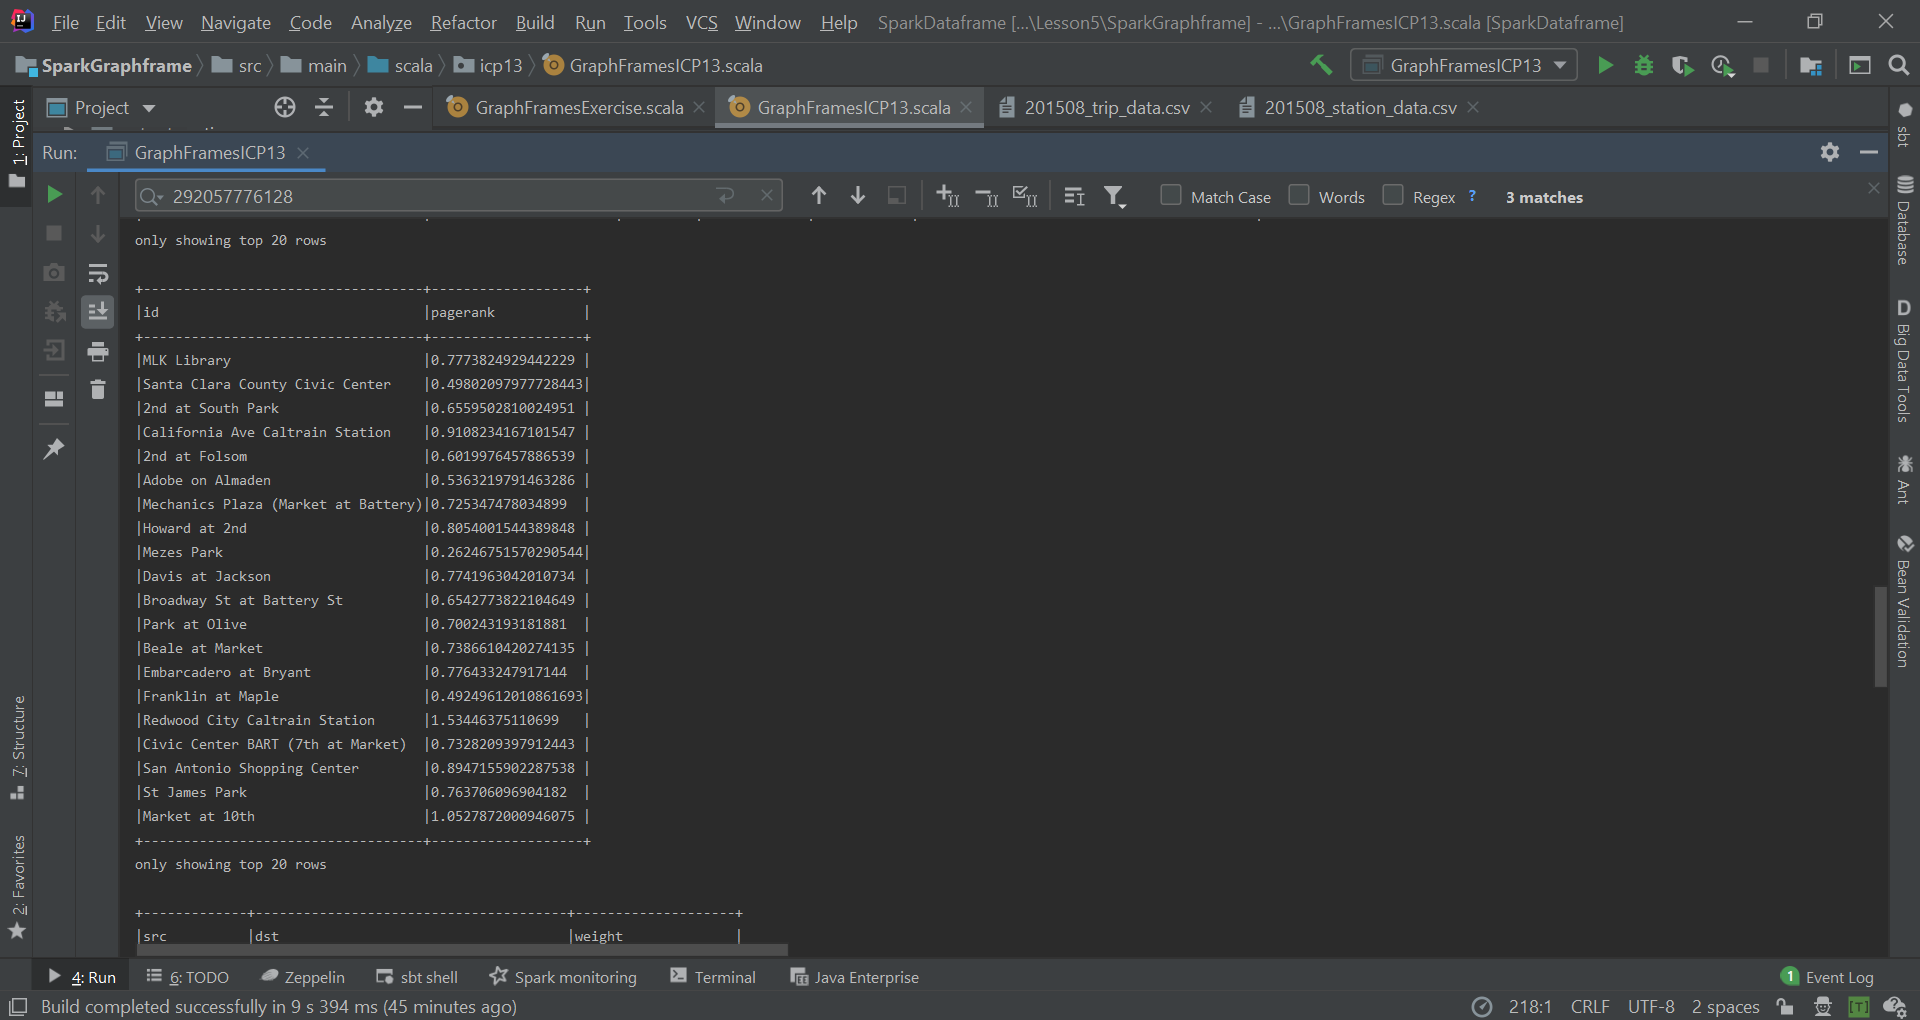 File Edit View Navigate Code Analyze Refactor Build Run Tools VCS Window Help SparkDataframe [...\Lesson5\SparkGraphframe] - ...\GraphFramesICP13.scala [SparkDataframe]
SparkGraphframe src main scala icp13 GraphFramesICP13.scala GraphFramesICP13
Project GraphFramesExercise.scala GraphFramesICP13.scala 201508_trip_data.csv 201508_station_data.csv
Run: GraphFramesICP13
292057776128 Match Case Words Regex ? 3 matches
only showing top 20 rows
+-----------------------------------+-------------------+
|id |pagerank |
+-----------------------------------+-------------------+
|MLK Library |0.7773824929442229 |
|Santa Clara County Civic Center |0.49802097977728443|
|2nd at South Park |0.6559502810024951 |
|California Ave Caltrain Station |0.9108234167101547 |
|2nd at Folsom |0.6019976457886539 |
|Adobe on Almaden |0.5363219791463286 |
|Mechanics Plaza (Market at Battery)|0.725347478034899 |
|Howard at 2nd |0.8054001544389848 |
|Mezes Park |0.26246751570290544|
|Davis at Jackson |0.7741963042010734 |
|Broadway St at Battery St |0.6542773822104649 |
|Park at Olive |0.700243193181881 |
|Beale at Market |0.7386610420274135 |
|Embarcadero at Bryant |0.776433247917144 |
|Franklin at Maple |0.49249612010861693|
|Redwood City Caltrain Station |1.53446375110699 |
|Civic Center BART (7th at Market) |0.7328209397912443 |
|San Antonio Shopping Center |0.8947155902287538 |
|St James Park |0.763706096904182 |
|Market at 10th |1.0527872000946075 |
+-----------------------------------+-------------------+
only showing top 20 rows
+-------------+---------------------------------------+--------------------+
|src |dst |weight |
1: Project
7: Structure
2: Favorites
sbt
Database
D Big Data Tools
Ant
Bean Validation
4: Run 6: TODO Zeppelin sbt shell Spark monitoring Terminal Java Enterprise 1 Event Log
Build completed successfully in 9 s 394 ms (45 minutes ago) 218:1 CRLF UTF-8 2 spaces [T]